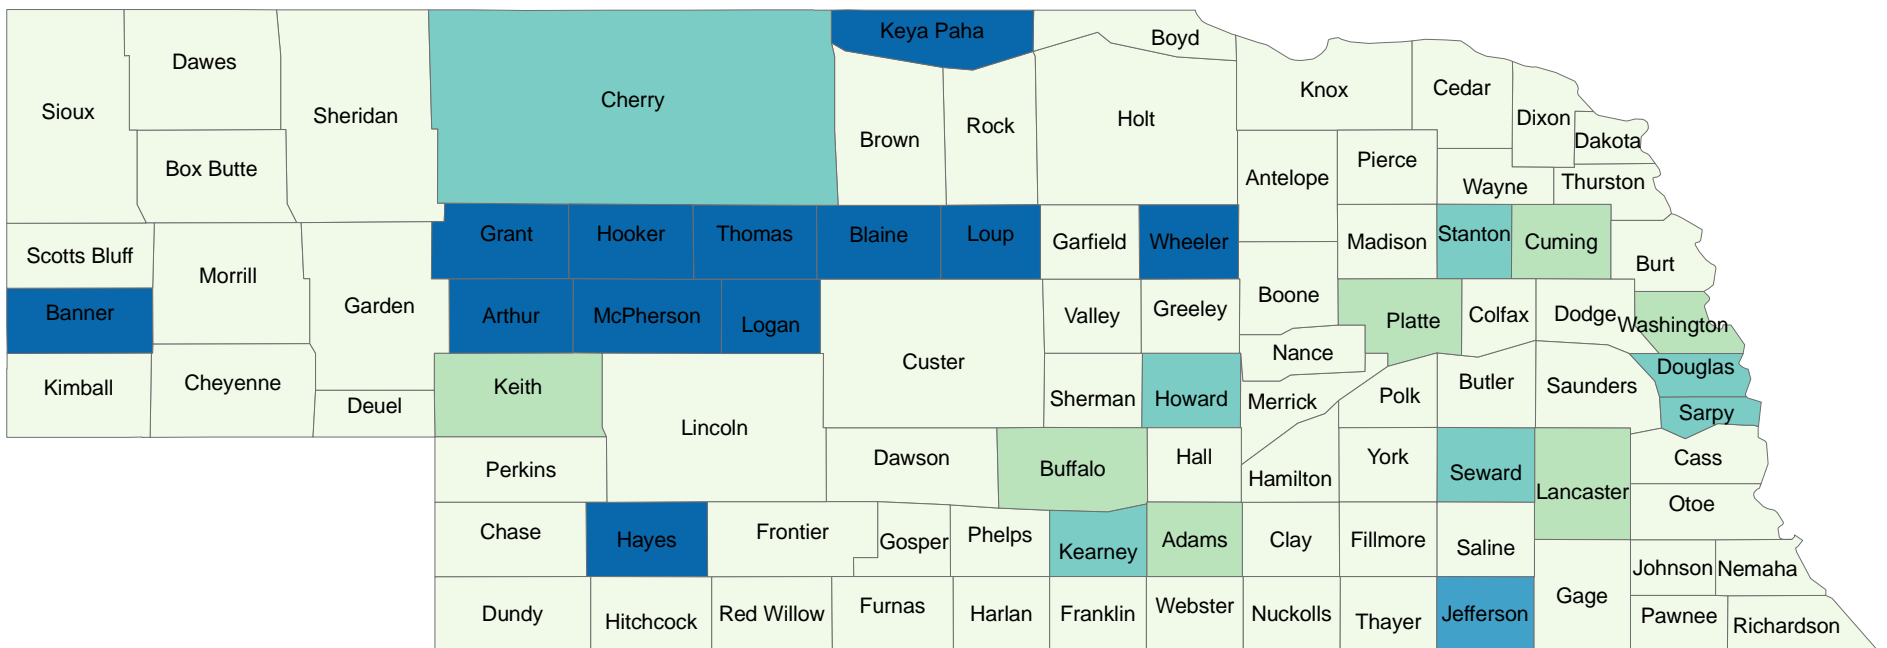 Keya Paha
Boyd
Dawes
Cherry
Knox
Cedar
Sioux
Sheridan
Brown
Rock
Holt
Dixon
Dakota
Box Butte
Antelope
Pierce
Wayne
Thurston
Grant
Hooker
Thomas
Blaine
Loup
Garfield
Wheeler
Madison
Stanton
Cuming
Scotts Bluff
Morrill
Burt
Garden
Boone
Banner
Arthur
McPherson
Logan
Valley
Greeley
Platte
Colfax
Dodge
Washington
Custer
Nance
Kimball
Cheyenne
Keith
Douglas
Deuel
Sherman
Howard
Merrick
Polk
Butler
Saunders
Sarpy
Lincoln
Perkins
Dawson
Buffalo
Hall
Hamilton
York
Seward
Lancaster
Cass
Otoe
Chase
Hayes
Frontier
Gosper
Phelps
Kearney
Adams
Clay
Fillmore
Saline
Johnson
Nemaha
Dundy
Hitchcock
Red Willow
Furnas
Harlan
Franklin
Webster
Nuckolls
Thayer
Jefferson
Gage
Pawnee
Richardson